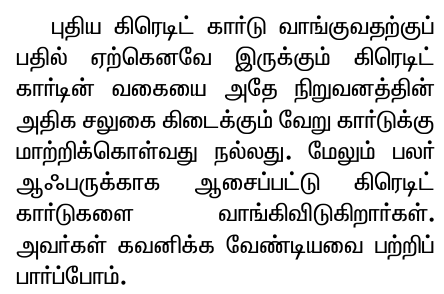 புதிய கிரெடிட் கார்டு வாங்குவதற்குப்
பதில் ஏற்கெனவே இருக்கும் கிரெடிட்
கார்டின் வகையை அதே நிறுவனத்தின்
அதிக சலுகை கிடைக்கும் வேறு கார்டுக்கு
மாற்றிக்கொள்வது நல்லது. மேலும் பலர்
ஆஃபருக்காக ஆசைப்பட்டு கிரெடிட்
கார்டுகளை வாங்கிவிடுகிறார்கள்.
அவர்கள் கவனிக்க வேண்டியவை பற்றிப்
பார்ப்போம்.